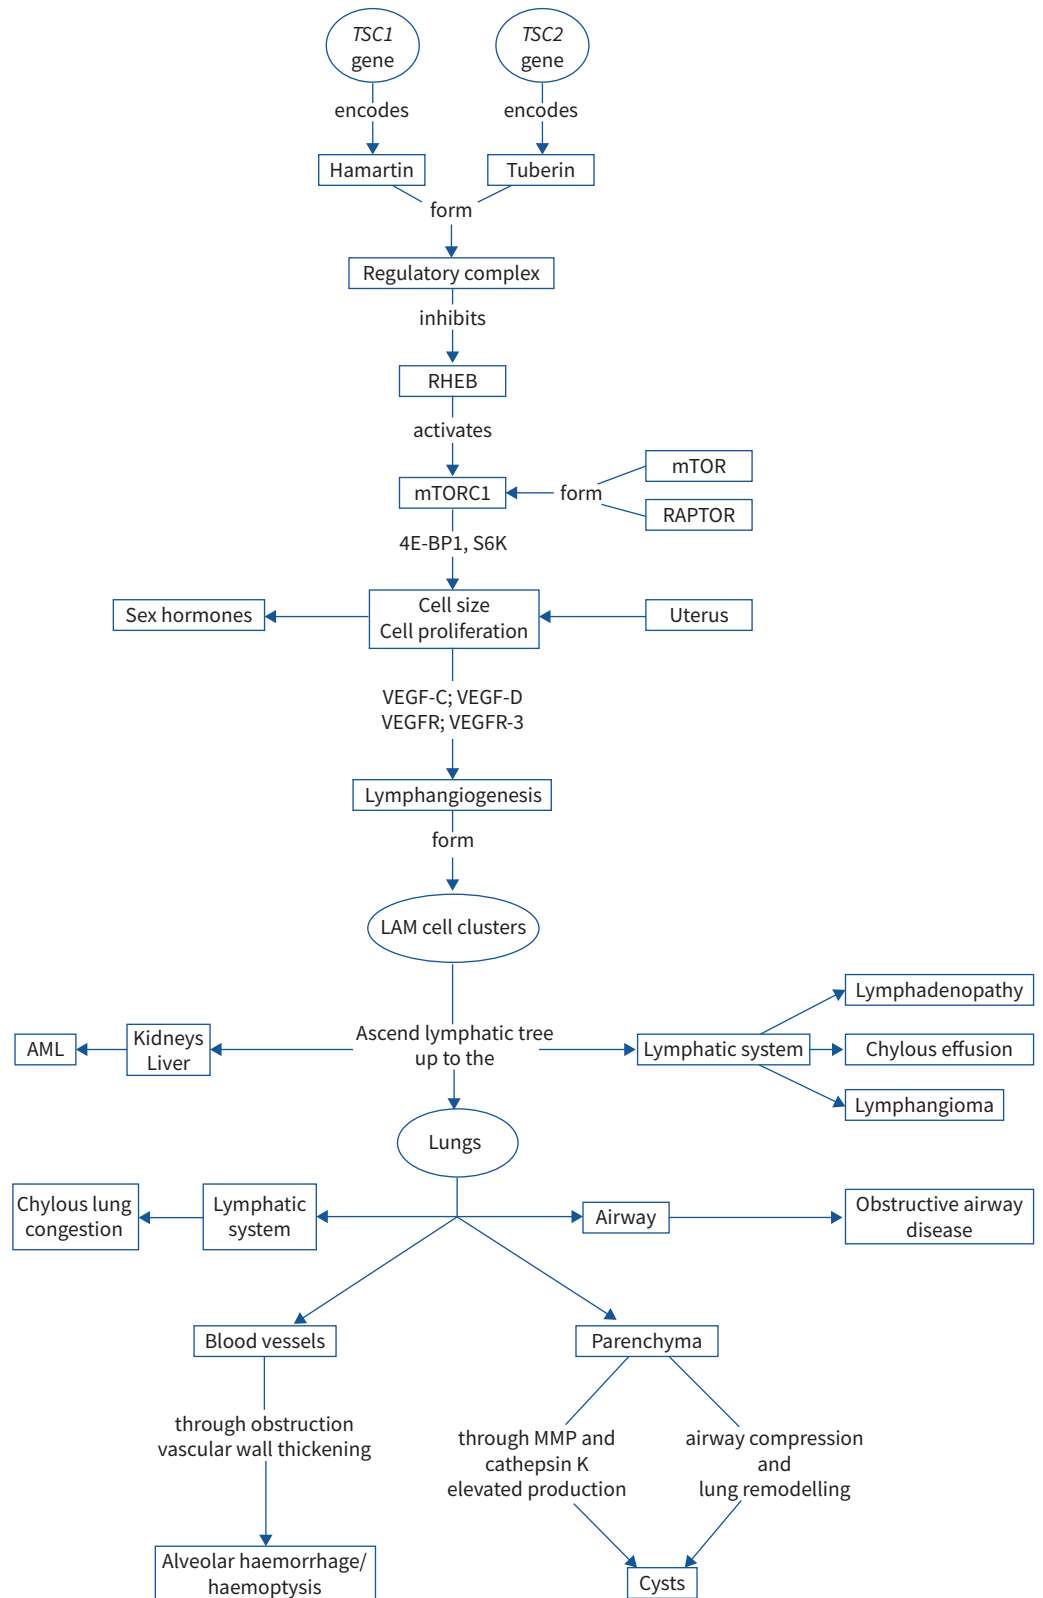 TSC1
gene
TSC2
gene
encodes
encodes
Hamartin
Tuberin
form
Regulatory complex
inhibits
RHEB
activates
mTOR
mTORC1
form
RAPTOR
4E-BP1, S6K
Sex hormones
Cell size
Cell proliferation
Uterus
VEGF-C; VEGF-D
VEGFR; VEGFR-3
Lymphangiogenesis
form
LAM cell clusters
Lymphadenopathy
AML
Kidneys
Liver
Ascend lymphatic tree
up to the
Lymphatic system
Chylous effusion
Lymphangioma
Lungs
Chylous lung
congestion
Lymphatic
system
Airway
Obstructive airway
disease
Blood vessels
Parenchyma
through obstruction
vascular wall thickening
through MMP and
cathepsin K
elevated production
airway compression
and
lung remodelling
Alveolar haemorrhage/
haemoptysis
Cysts